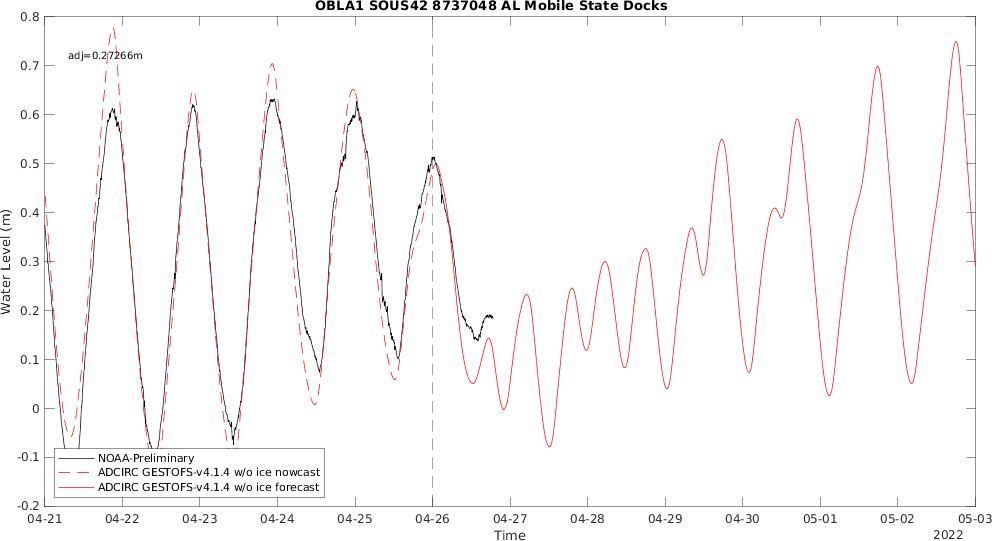 OBLA1 SOUS42 8737048 AL Mobile State Docks
adj=0.27266m
Water Level (m)
0.8
0.7
0.6
0.5
0.4
0.3
0.2
0.1
0
-0.1
-0.2
NOAA-Preliminary
ADCIRC GESTOFS-v4.1.4 w/o ice nowcast
ADCIRC GESTOFS-v4.1.4 w/o ice forecast
04-21 04-22 04-23 04-24 04-25 04-26 04-27 04-28 04-29 04-30 05-01 05-02 05-03
Time
2022